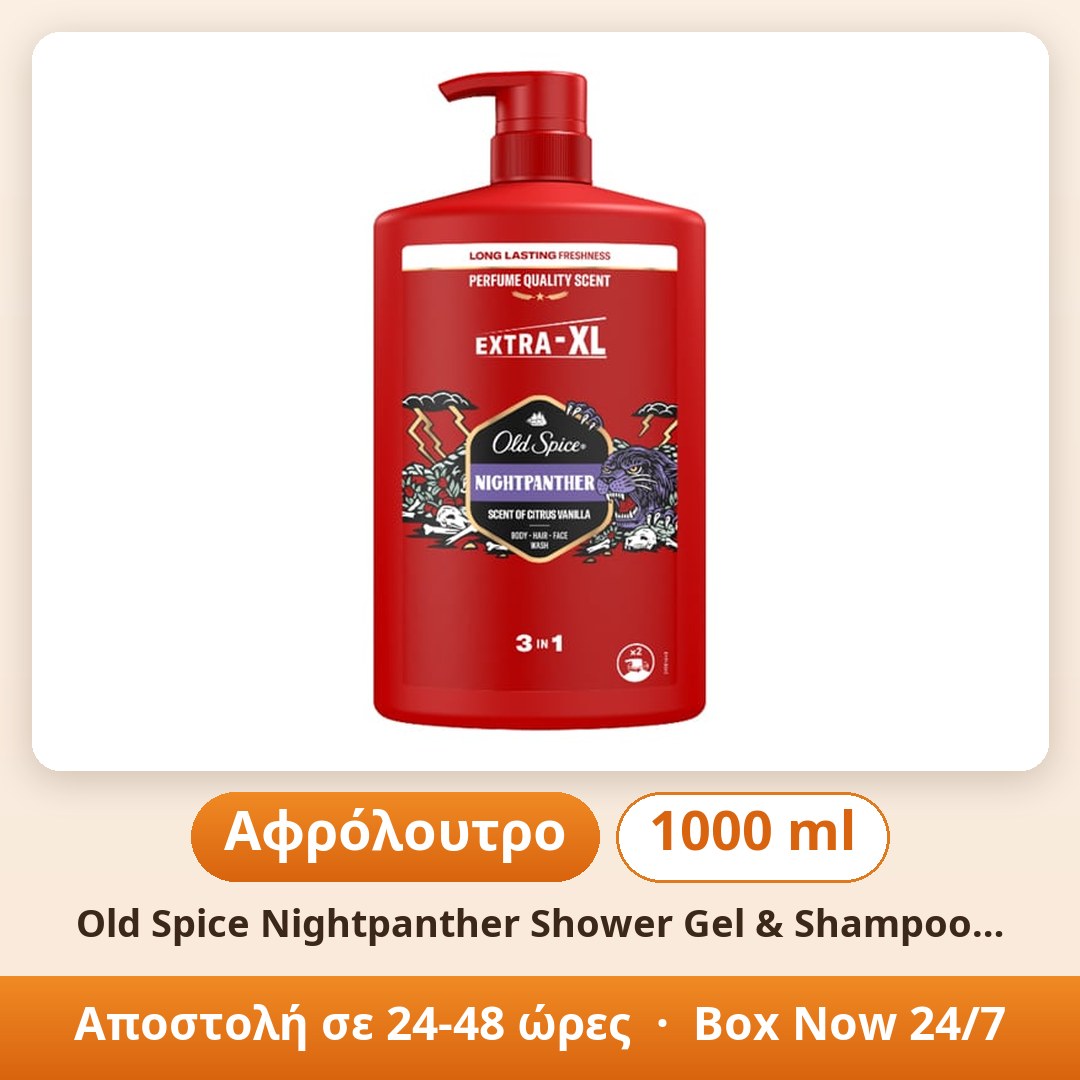 LONG LASTING FRESHNESS
PERFUME QUALITY SCENT
EXTRA-XL
Old Spice®
NIGHTPANTHER
SCENT OF CITRUS VANILLA
BODY - HAIR - FACE
WASH
3 IN 1
x2
Αφρόλουτρο
1000 ml
Old Spice Nightpanther Shower Gel & Shampoo...
Αποστολή σε 24-48 ώρες · Box Now 24/7